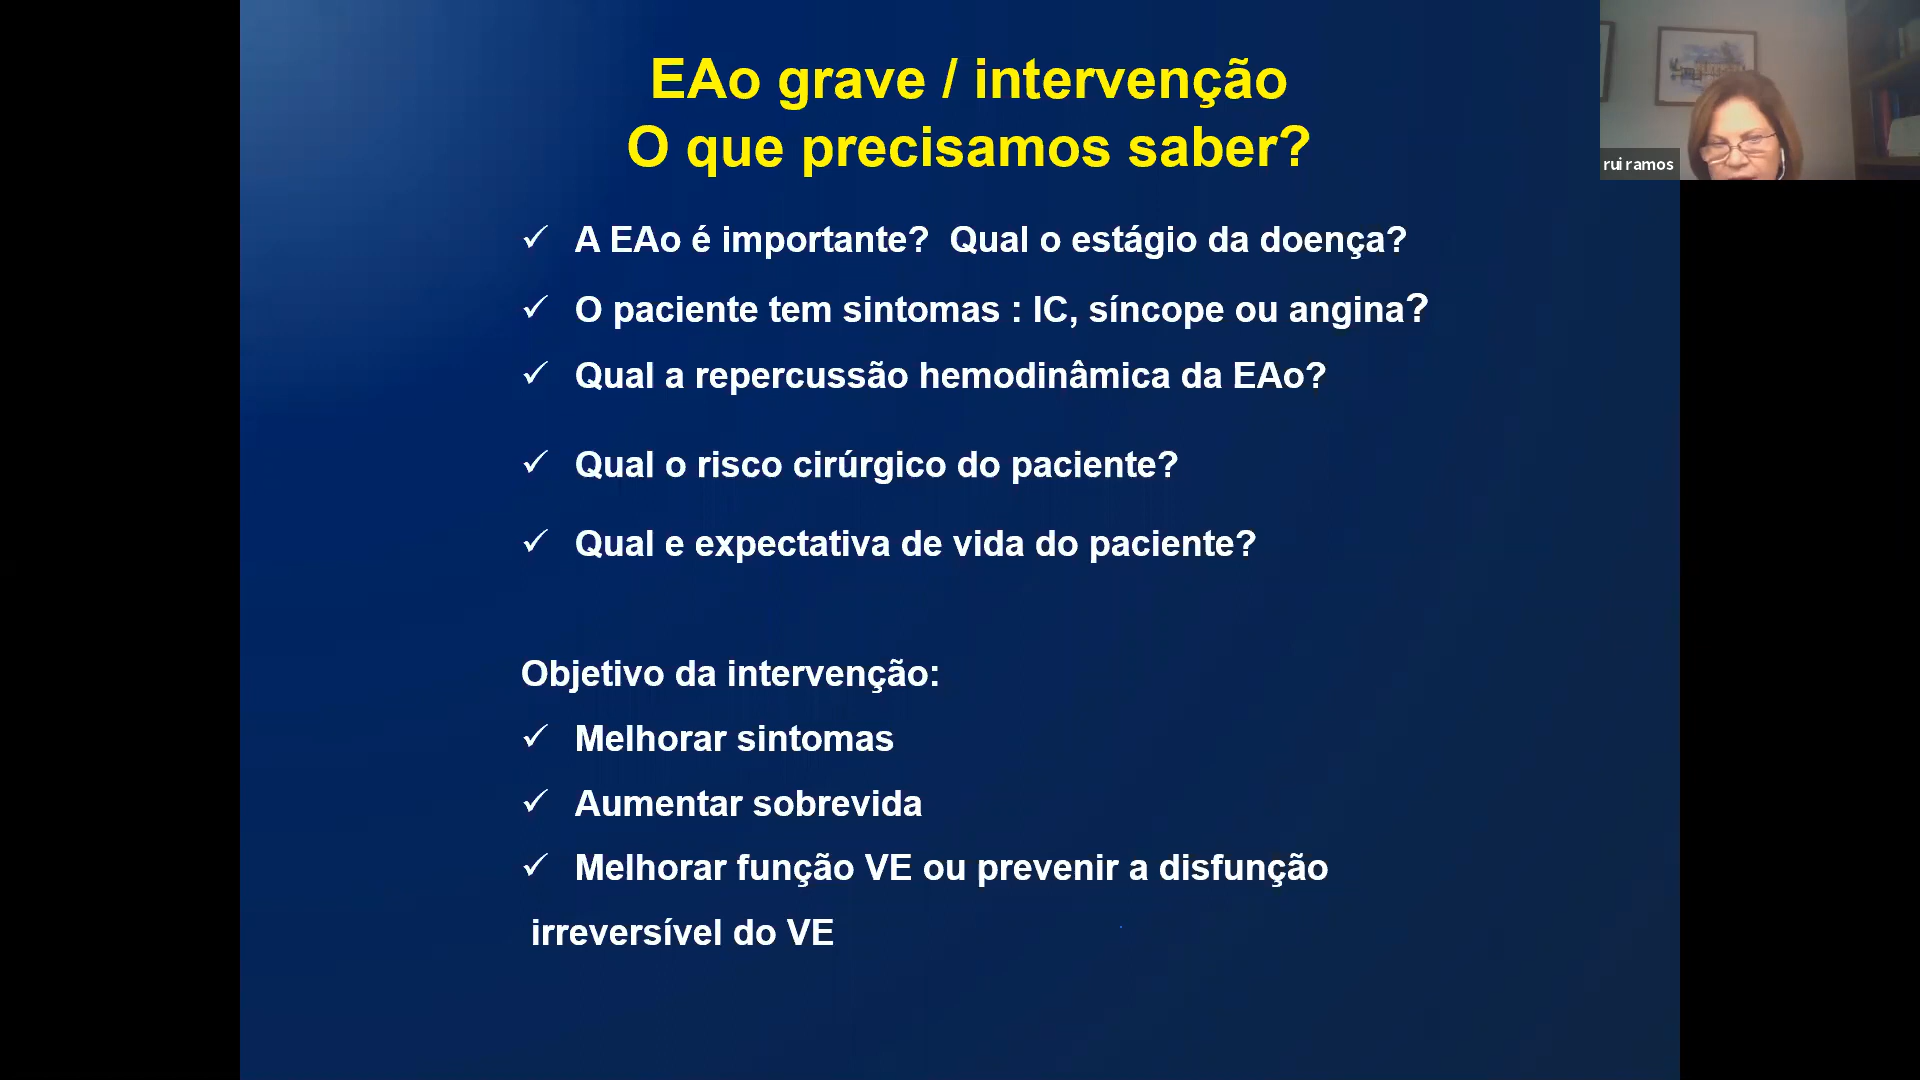 EAo grave / intervenção
O que precisamos saber?
rui ramos
✓ A EAo é importante?  Qual o estágio da doença?
✓ O paciente tem sintomas : IC, síncope ou angina?
✓ Qual a repercussão hemodinâmica da EAo?
✓ Qual o risco cirúrgico do paciente?
✓ Qual e expectativa de vida do paciente?
Objetivo da intervenção:
✓ Melhorar sintomas
✓ Aumentar sobrevida
✓ Melhorar função VE ou prevenir a disfunção
irreversível do VE